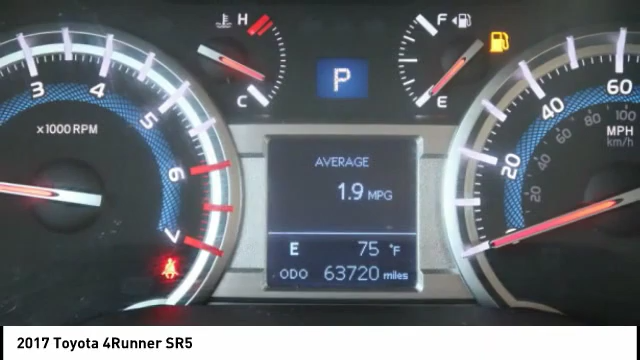 H
F
P
C
E
3
4
5
6
7
x1000 RPM
AVERAGE
1.9 MPG
E 75 °F
ODO 63720 miles
20
40
60
20
40
60
80
100
MPH
km/h
2017 Toyota 4Runner SR5